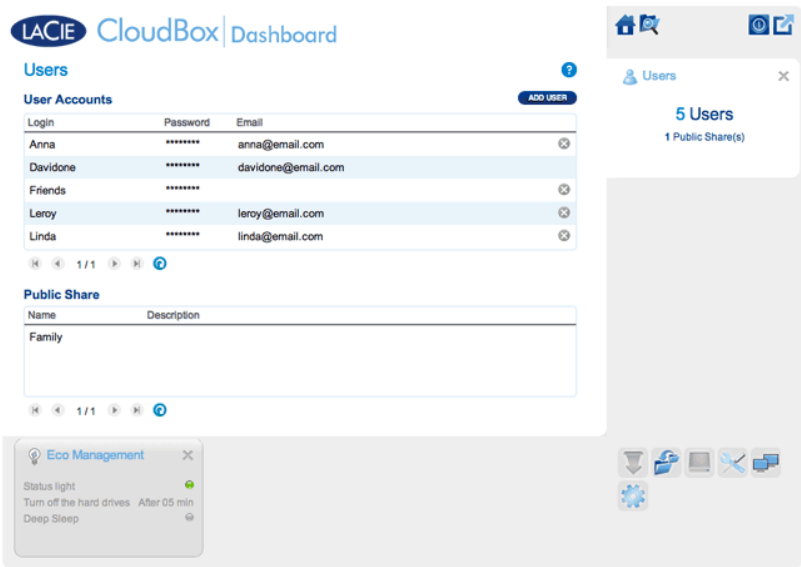 LACIE CloudBox Dashboard
Users
?
User Accounts
ADD USER
Login Password Email
Anna ******** anna@email.com
Davidone ******** davidone@email.com
Friends ********
Leroy ******** leroy@email.com
Linda ******** linda@email.com
1/1
Public Share
Name Description
Family
1/1
Users
5 Users
1 Public Share(s)
Eco Management
Status light
Turn off the hard drives After 05 min
Deep Sleep